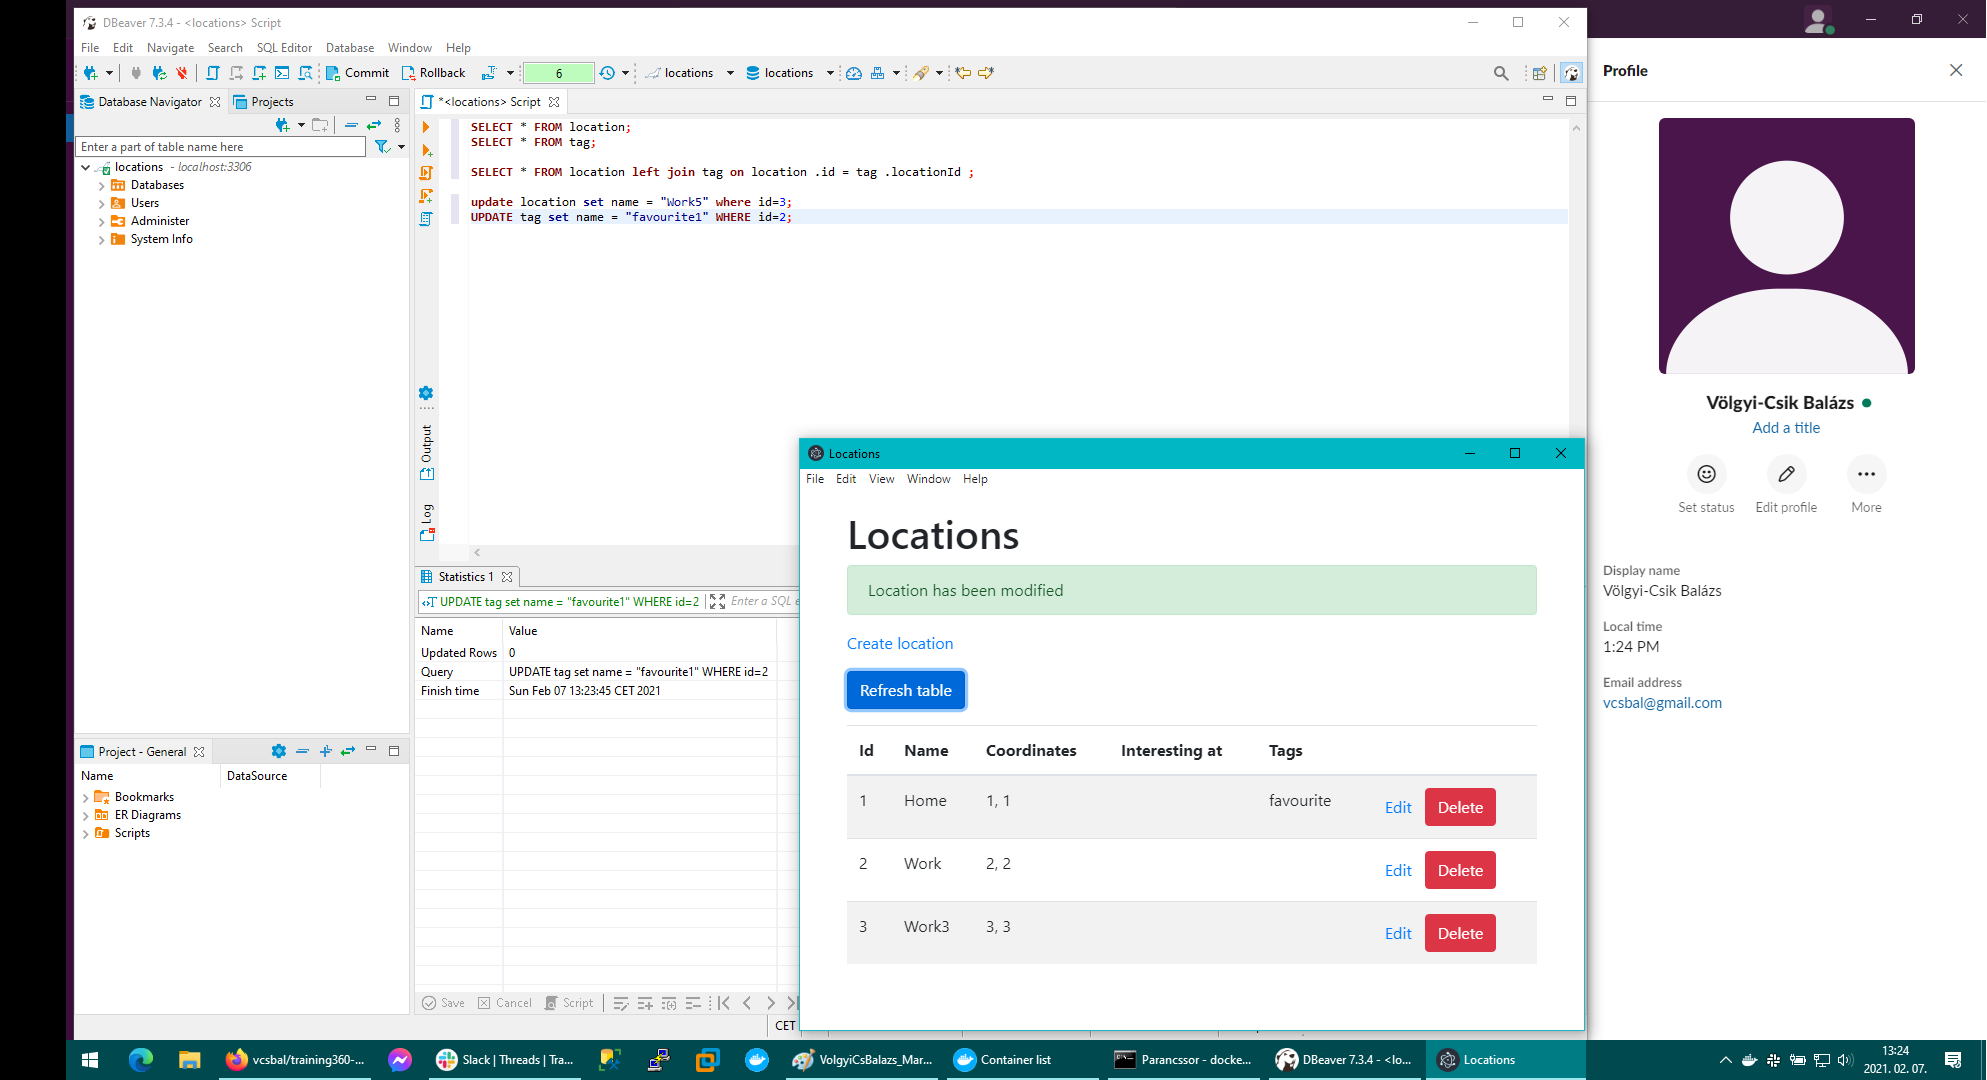 DBeaver 7.3.4 - <locations> Script
File Edit Navigate Search SQL Editor Database Window Help
Commit Rollback 6 locations locations
Database Navigator Projects
Enter a part of table name here
locations - localhost:3306
Databases
Users
Administer
System Info
*<locations> Script
SELECT * FROM location;
SELECT * FROM tag;
SELECT * FROM location left join tag on location .id = tag .locationId ;
update location set name = "Work5" where id=3;
UPDATE tag set name = "favourite1" WHERE id=2;
Output
Log
Statistics 1
UPDATE tag set name = "favourite1" WHERE id=2 Enter a SQL e
Name Value
Updated Rows 0
Query UPDATE tag set name = "favourite1" WHERE id=2
Finish time Sun Feb 07 13:23:45 CET 2021
Save Cancel Script
CET
Project - General
Name DataSource
Bookmarks
ER Diagrams
Scripts
Locations
File Edit View Window Help
Locations
Location has been modified
Create location
Refresh table
Id Name Coordinates Interesting at Tags
1 Home 1, 1 favourite Edit Delete
2 Work 2, 2 Edit Delete
3 Work3 3, 3 Edit Delete
Profile
Völgyi-Csik Balázs
Add a title
Set status Edit profile More
Display name
Völgyi-Csik Balázs
Local time
1:24 PM
Email address
vcsbal@gmail.com
vcsbal/training360-... Slack | Threads | Tra... VolgyiCsBalazs_Mar... Container list Parancssor - docke... DBeaver 7.3.4 - <lo... Locations
13:24
2021. 02. 07.